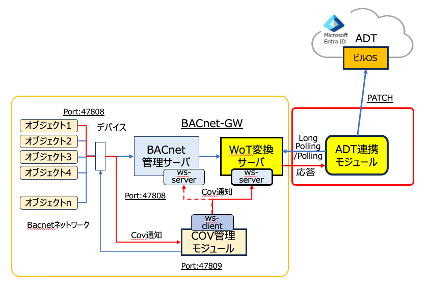 Microsoft
Entra ID
ADT
ビルOS
PATCH
Port:47808
BACnet-GW
オブジェクト1
オブジェクト2
オブジェクト3
オブジェクト4
オブジェクトn
デバイス
Bacnetネットワーク
BACnet
管理サーバ
ws-
server
WoT変換
サーバ
ws-server
Long
Polling
/Polling
応答
ADT連携
モジュール
Cov通知
Port:47808
Cov通知
ws-
client
COV管理
モジュール
Port:47809